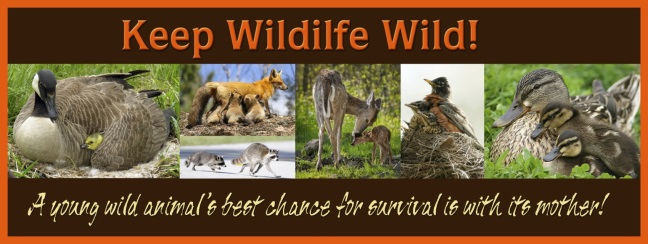 Keep Wildilfe Wild!
A young wild animal's best chance for survival is with its mother!